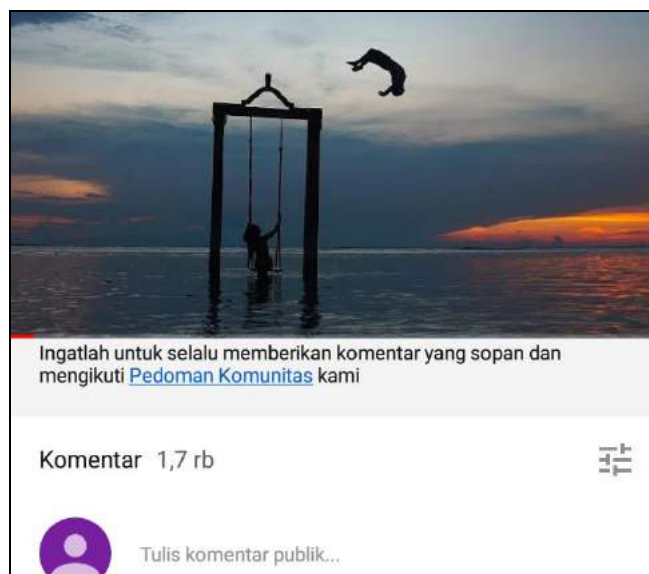 Ingatlah untuk selalu memberikan komentar yang sopan dan
mengikuti Pedoman Komunitas kami
Komentar 1,7 rb
Tulis komentar publik...